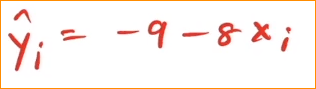 ŷᵢ = -9 - 8xᵢ